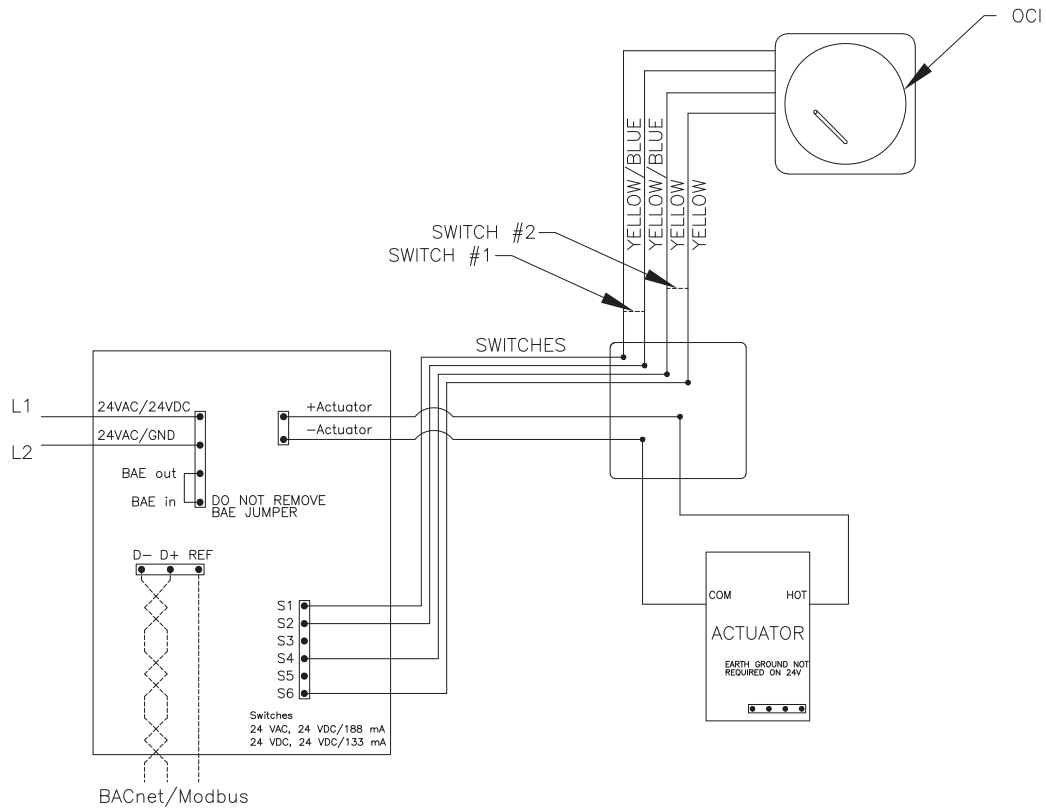 OCI
YELLOW/BLUE
YELLOW/BLUE
YELLOW
YELLOW
SWITCH #2
SWITCH #1
SWITCHES
L1
24VAC/24VDC
+Actuator
L2
24VAC/GND
-Actuator
BAE out
BAE in
DO NOT REMOVE
BAE JUMPER
D- D+ REF
COM
HOT
ACTUATOR
EARTH GROUND NOT
REQUIRED ON 24V
S1
S2
S3
S4
S5
S6
Switches
24 VAC, 24 VDC/188 mA
24 VDC, 24 VDC/133 mA
BACnet/Modbus